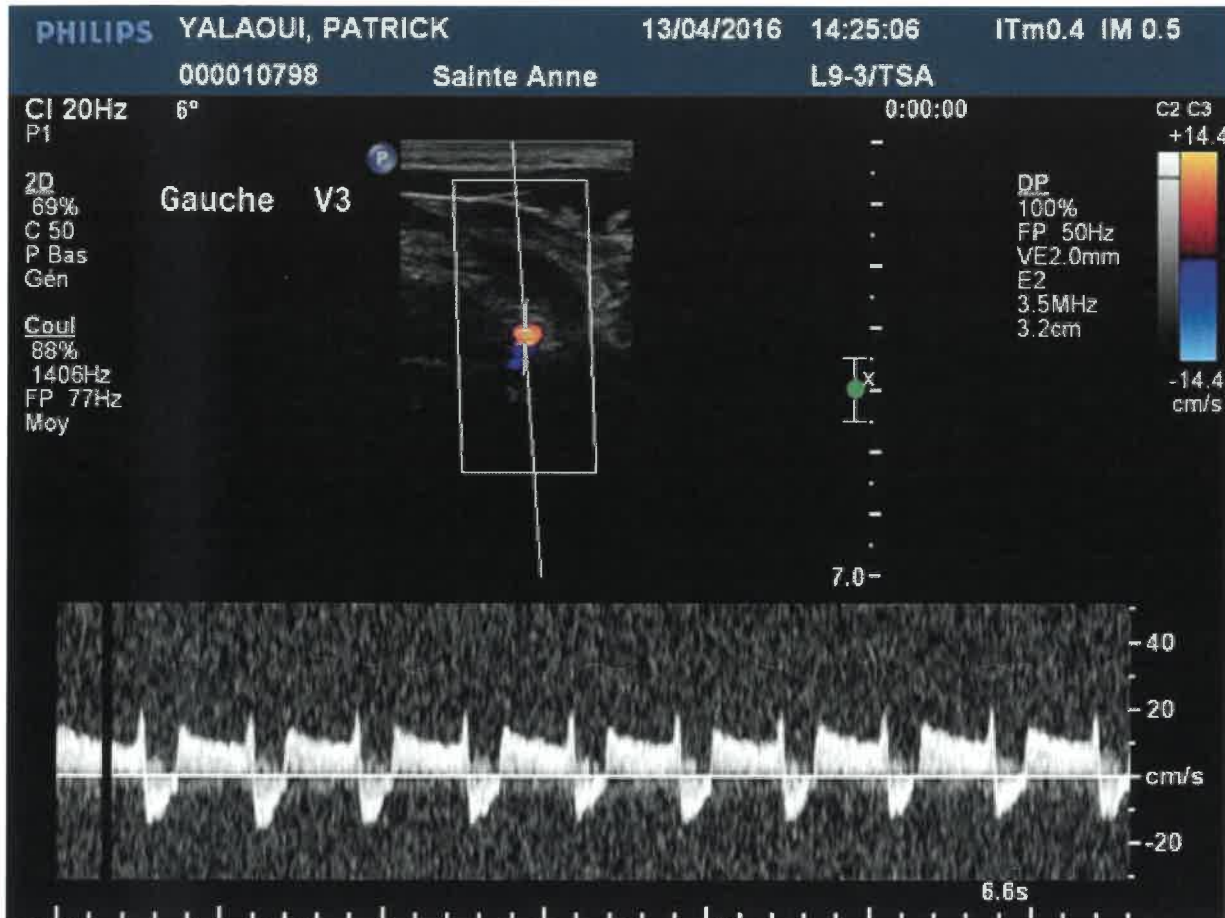 PHILIPS YALAOUI, PATRICK 13/04/2016 14:25:06 ITm0.4 IM 0.5
000010798 Sainte Anne L9-3/TSA
CI 20Hz 6° 0:00:00 C2 C3
P1 +14.4
P
2D
69%
C 50
P Bas
Gén
Gauche V3
Coul
88%
1406Hz
FP 77Hz
Moy
DP
100%
FP 50Hz
VE2.0mm
E2
3.5MHz
3.2cm
x
-14.4
cm/s
7.0
40
20
cm/s
-20
6.6s